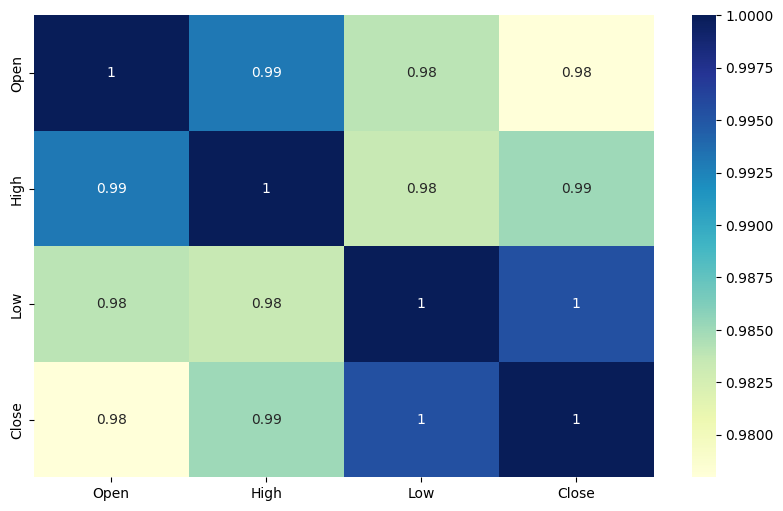 Open 1 0.99 0.98 0.98
High 0.99 1 0.98 0.99
Low 0.98 0.98 1 1
Close 0.98 0.99 1 1
Open High Low Close
1.0000
0.9975
0.9950
0.9925
0.9900
0.9875
0.9850
0.9825
0.9800